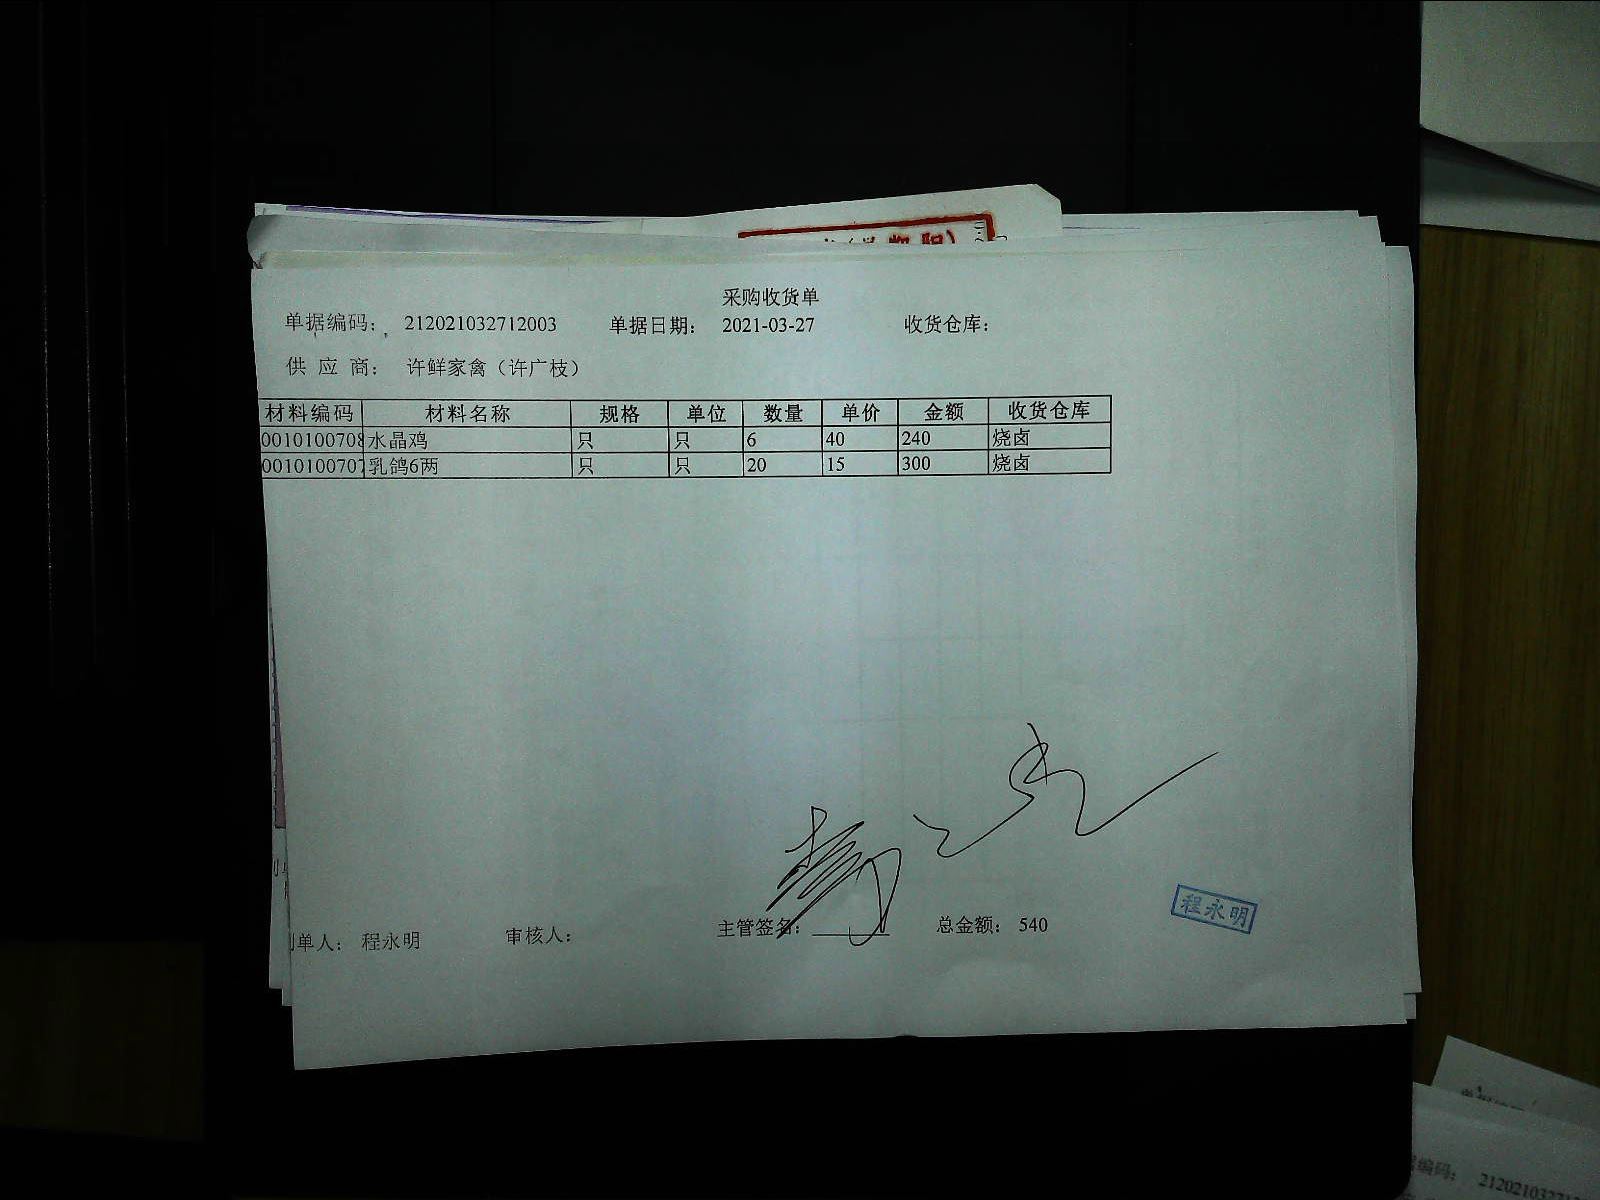 采购收货单
单据编码： 212021032712003 单据日期： 2021-03-27 收货仓库：
供 应 商： 许鲜家禽（许广枝）
材料编码 材料名称 规格 单位 数量 单价 金额 收货仓库
0010100708 水晶鸡 只 只 6 40 240 烧卤
0010100707 乳鸽6两 只 只 20 15 300 烧卤
程永明
单人： 程永明 审核人： 主管签名： 总金额： 540
编码：